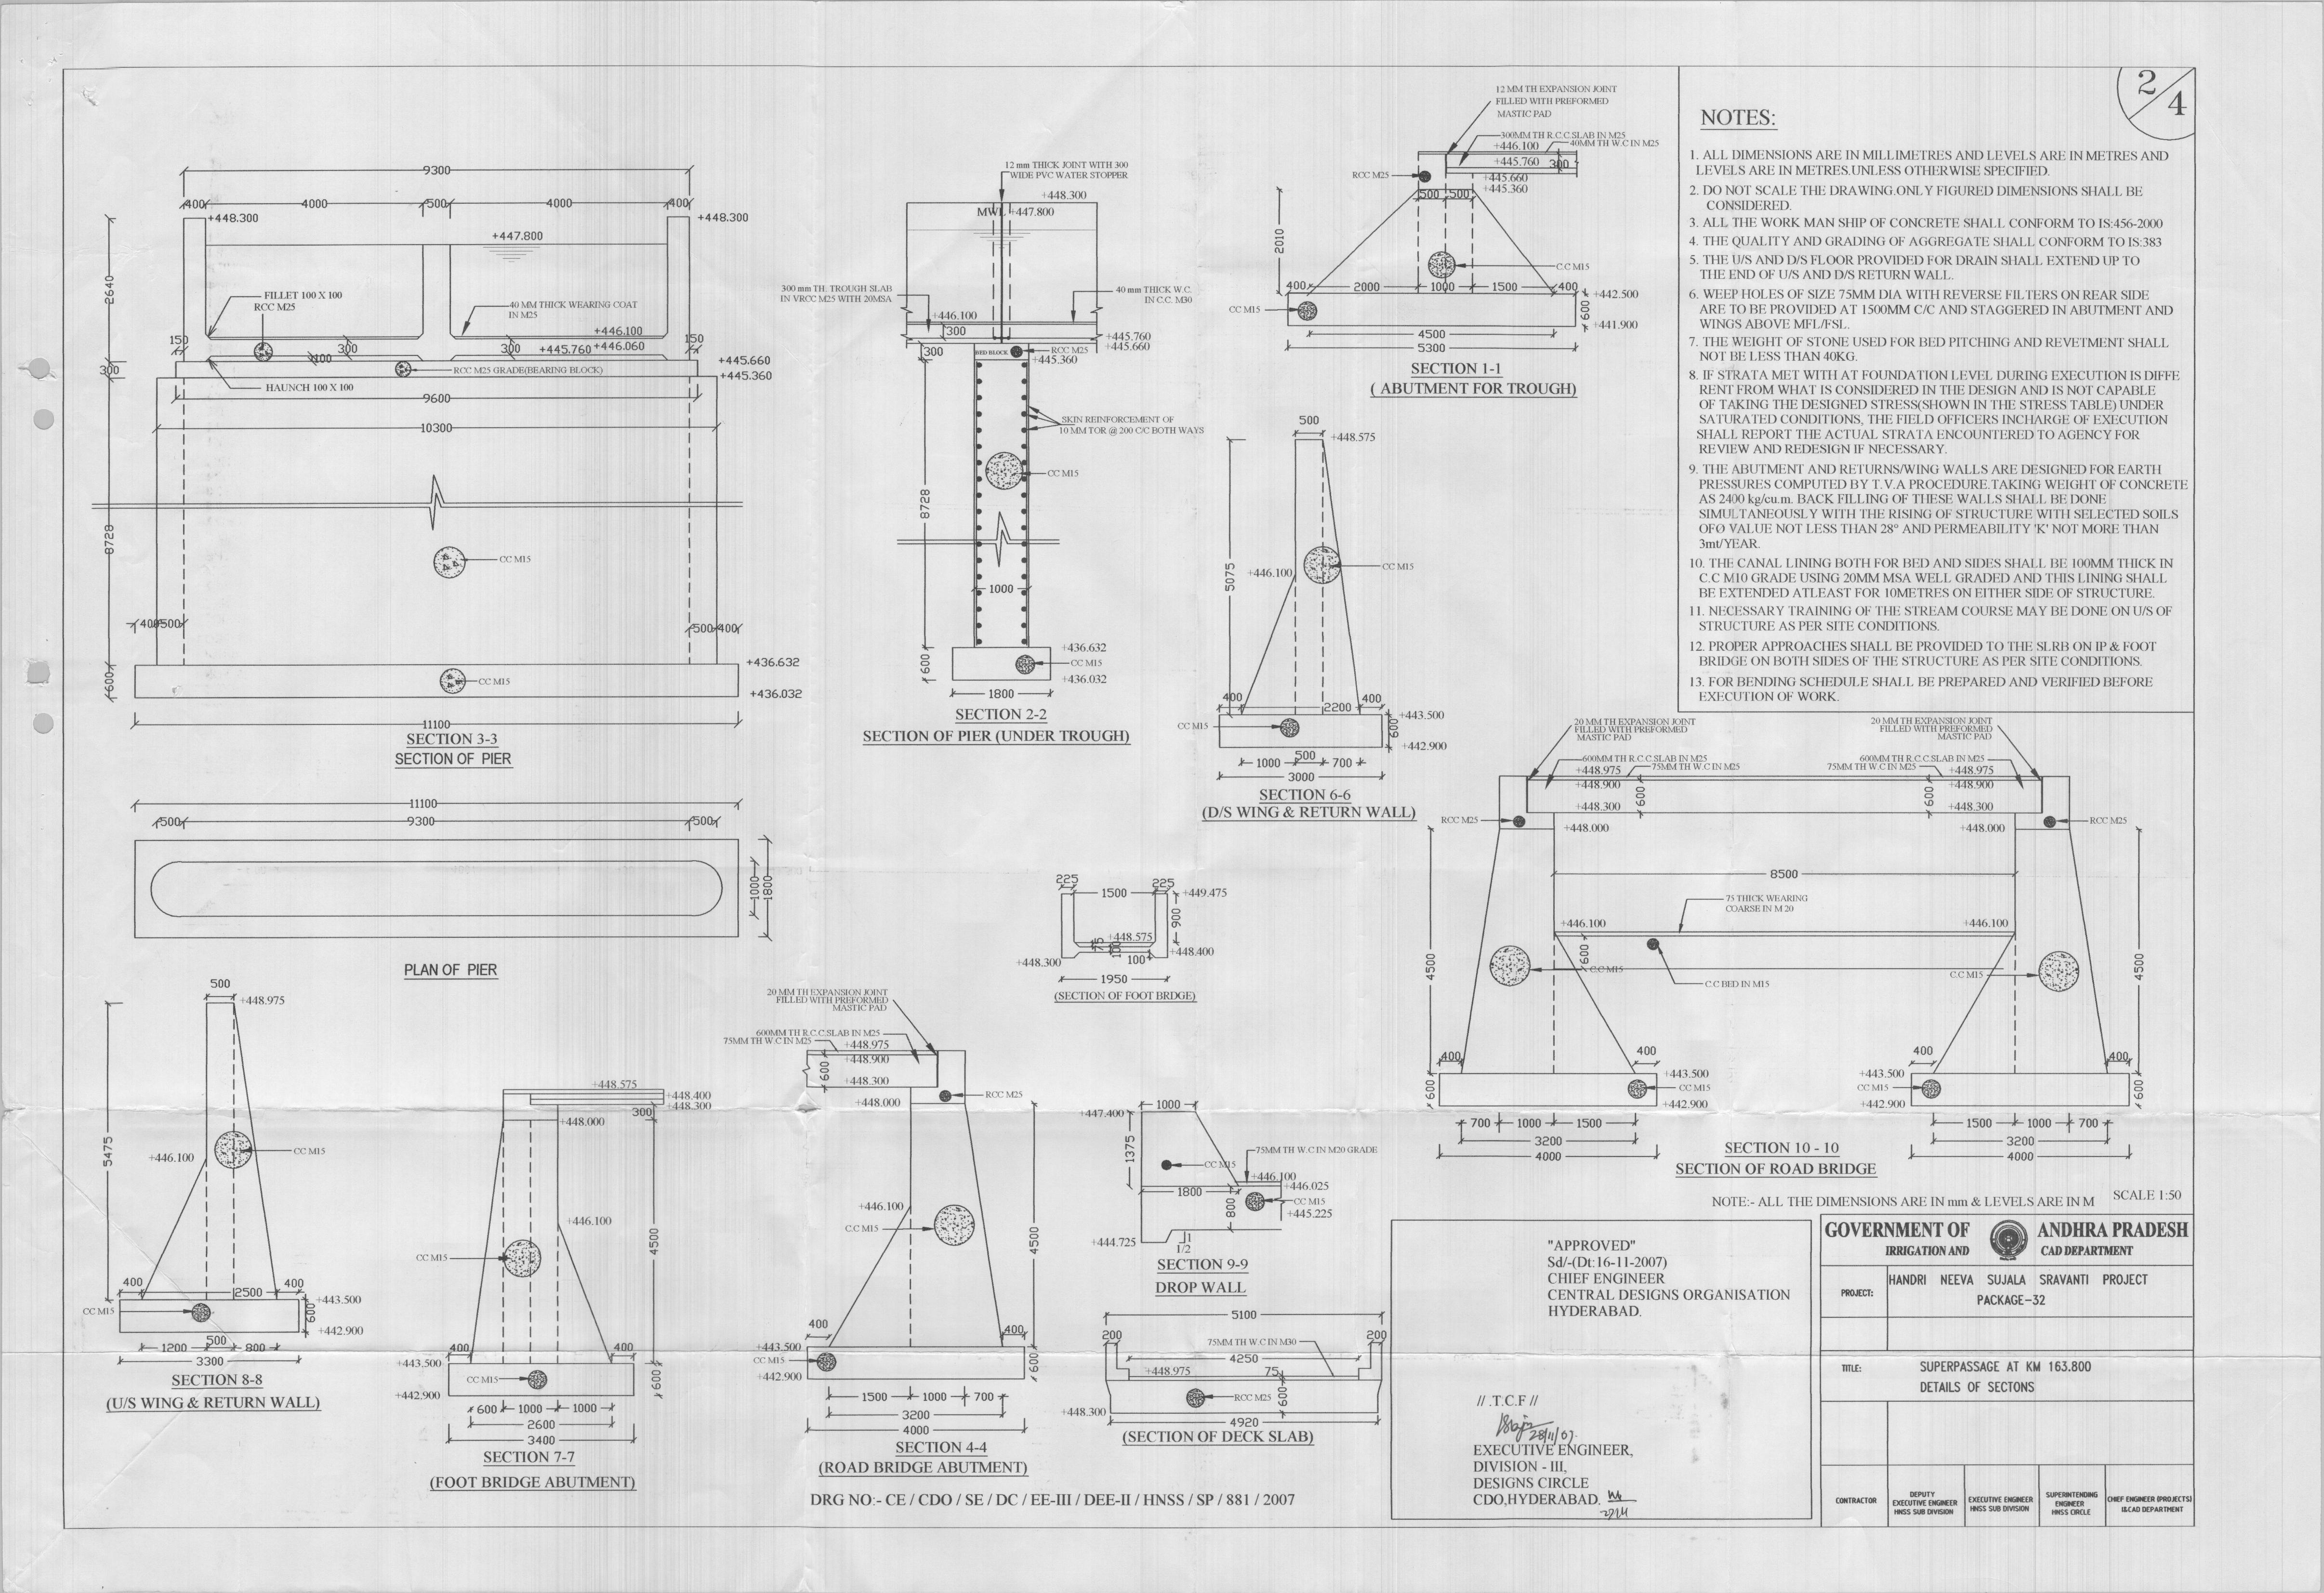 2/4
NOTES:
1. ALL DIMENSIONS ARE IN MILLIMETRES AND LEVELS ARE IN METRES AND
LEVELS ARE IN METRES.UNLESS OTHERWISE SPECIFIED.
2. DO NOT SCALE THE DRAWING.ONLY FIGURED DIMENSIONS SHALL BE
CONSIDERED.
3. ALL THE WORK MAN SHIP OF CONCRETE SHALL CONFORM TO IS:456-2000
4. THE QUALITY AND GRADING OF AGGREGATE SHALL CONFORM TO IS:383
5. THE U/S AND D/S FLOOR PROVIDED FOR DRAIN SHALL EXTEND UP TO
THE END OF U/S AND D/S RETURN WALL.
6. WEEP HOLES OF SIZE 75MM DIA WITH REVERSE FILTERS ON REAR SIDE
ARE TO BE PROVIDED AT 1500MM C/C AND STAGGERED IN ABUTMENT AND
WINGS ABOVE MFL/FSL.
7. THE WEIGHT OF STONE USED FOR BED PITCHING AND REVETMENT SHALL
NOT BE LESS THAN 40KG.
8. IF STRATA MET WITH AT FOUNDATION LEVEL DURING EXECUTION IS DIFFE
RENT FROM WHAT IS CONSIDERED IN THE DESIGN AND IS NOT CAPABLE
OF TAKING THE DESIGNED STRESS(SHOWN IN THE STRESS TABLE) UNDER
SATURATED CONDITIONS, THE FIELD OFFICERS INCHARGE OF EXECUTION
SHALL REPORT THE ACTUAL STRATA ENCOUNTERED TO AGENCY FOR
REVIEW AND REDESIGN IF NECESSARY.
9. THE ABUTMENT AND RETURNS/WING WALLS ARE DESIGNED FOR EARTH
PRESSURES COMPUTED BY T.V.A PROCEDURE.TAKING WEIGHT OF CONCRETE
AS 2400 kg/cu.m. BACK FILLING OF THESE WALLS SHALL BE DONE
SIMULTANEOUSLY WITH THE RISING OF STRUCTURE WITH SELECTED SOILS
OFØ VALUE NOT LESS THAN 28° AND PERMEABILITY 'K' NOT MORE THAN
3mt/YEAR.
10. THE CANAL LINING BOTH FOR BED AND SIDES SHALL BE 100MM THICK IN
C.C M10 GRADE USING 20MM MSA WELL GRADED AND THIS LINING SHALL
BE EXTENDED ATLEAST FOR 10METRES ON EITHER SIDE OF STRUCTURE.
11. NECESSARY TRAINING OF THE STREAM COURSE MAY BE DONE ON U/S OF
STRUCTURE AS PER SITE CONDITIONS.
12. PROPER APPROACHES SHALL BE PROVIDED TO THE SLRB ON IP & FOOT
BRIDGE ON BOTH SIDES OF THE STRUCTURE AS PER SITE CONDITIONS.
13. FOR BENDING SCHEDULE SHALL BE PREPARED AND VERIFIED BEFORE
EXECUTION OF WORK.
9300
400 4000 500 4000 400
+448.300
+448.300
+447.800
2640
FILLET 100 X 100
RCC M25
40 MM THICK WEARING COAT
IN M25
+446.100
150
300
100
300
+445.760
+446.060
150
+445.660
300
RCC M25 GRADE(BEARING BLOCK)
+445.360
HAUNCH 100 X 100
9600
10300
8728
CC M15
400 500
500 400
+436.632
600
CC M15
+436.032
11100
SECTION 3-3
SECTION OF PIER
11100
500 9300 500
1000
1800
PLAN OF PIER
12 mm THICK JOINT WITH 300
WIDE PVC WATER STOPPER
+448.300
MWL +447.800
300 mm TH. TROUGH SLAB
IN VRCC M25 WITH 20MSA
40 mm THICK W.C.
IN C.C. M30
+446.100
300
+445.760
+445.660
300
BED BLOCK
RCC M25
+445.360
SKIN REINFORCEMENT OF
10 MM TOR @ 200 C/C BOTH WAYS
CC M15
8728
1000
+436.632
600
CC M15
+436.032
1800
SECTION 2-2
SECTION OF PIER (UNDER TROUGH)
12 MM TH EXPANSION JOINT
FILLED WITH PREFORMED
MASTIC PAD
300MM TH R.C.C.SLAB IN M25
+446.100
40MM TH W.C IN M25
+445.760
300
RCC M25
+445.660
+445.360
500 500
2010
C.C M15
400 2000 1000 1500 400
+442.500
CC M15
600
+441.900
4500
5300
SECTION 1-1
( ABUTMENT FOR TROUGH)
500
+448.575
5075
+446.100
CC M15
400
2200
400
+443.500
CC M15
600
+442.900
1000 500 700
3000
SECTION 6-6
(D/S WING & RETURN WALL)
225 1500 225
+449.475
900
+448.575
75
100
100
+448.400
+448.300
1950
(SECTION OF FOOT BRDGE)
20 MM TH EXPANSION JOINT
FILLED WITH PREFORMED
MASTIC PAD
20 MM TH EXPANSION JOINT
FILLED WITH PREFORMED
MASTIC PAD
600MM TH R.C.C.SLAB IN M25
+448.975
75MM TH W.C IN M25
600MM TH R.C.C.SLAB IN M25
75MM TH W.C IN M25
+448.975
+448.900
600
+448.300
600
+448.900
+448.300
RCC M25
+448.000
+448.000
RCC M25
8500
75 THICK WEARING
COARSE IN M 20
+446.100
+446.100
600
4500
C.C M15
C.C BED IN M15
C.C M15
4500
400
400
400
400
+443.500
600
CC M15
+442.900
+443.500
CC M15
+442.900
600
700 1000 1500
3200
4000
1500 1000 700
3200
4000
SECTION 10 - 10
SECTION OF ROAD BRIDGE
NOTE:- ALL THE DIMENSIONS ARE IN mm & LEVELS ARE IN M
SCALE 1:50
500
+448.975
5475
+446.100
CC M15
400
2500
400
+443.500
CC M15
600
+442.900
1200 500 800
3300
SECTION 8-8
(U/S WING & RETURN WALL)
+448.575
+448.400
+448.300
300
+448.000
+446.100
CC M15
4500
400
400
+443.500
CC M15
600
+442.900
600 1000 1000
2600
3400
SECTION 7-7
(FOOT BRIDGE ABUTMENT)
20 MM TH EXPANSION JOINT
FILLED WITH PREFORMED
MASTIC PAD
600MM TH R.C.C.SLAB IN M25
75MM TH W.C IN M25
+448.975
+448.900
600
+448.300
RCC M25
+448.000
+446.100
C.C M15
4500
400
400
+443.500
CC M15
600
+442.900
1500 1000 700
3200
4000
SECTION 4-4
(ROAD BRIDGE ABUTMENT)
1000
+447.400
1375
75MM TH W.C IN M20 GRADE
CC M15
+446.100
+446.025
1800
800
CC M15
+445.225
+444.725
1
1/2
SECTION 9-9
DROP WALL
5100
200
75MM TH W.C IN M30
200
4250
+448.975
75
RCC M25
600
+448.300
4920
(SECTION OF DECK SLAB)
DRG NO:- CE / CDO / SE / DC / EE-III / DEE-II / HNSS / SP / 881 / 2007
"APPROVED"
Sd/-(Dt:16-11-2007)
CHIEF ENGINEER
CENTRAL DESIGNS ORGANISATION
HYDERABAD.
// .T.C.F //
28/11/07.
EXECUTIVE ENGINEER,
DIVISION - III,
DESIGNS CIRCLE
CDO,HYDERABAD.
GOVERNMENT OF ANDHRA PRADESH
IRRIGATION AND CAD DEPARTMENT
PROJECT:
HANDRI NEEVA SUJALA SRAVANTI PROJECT
PACKAGE-32
TITLE:
SUPERPASSAGE AT KM 163.800
DETAILS OF SECTONS
CONTRACTOR
DEPUTY
EXECUTIVE ENGINEER
HNSS SUB DIVISION
EXECUTIVE ENGINEER
HNSS SUB DIVISION
SUPERINTENDING
ENGINEER
HNSS CIRCLE
CHIEF ENGINEER (PROJECTS)
I&CAD DEPARTMENT